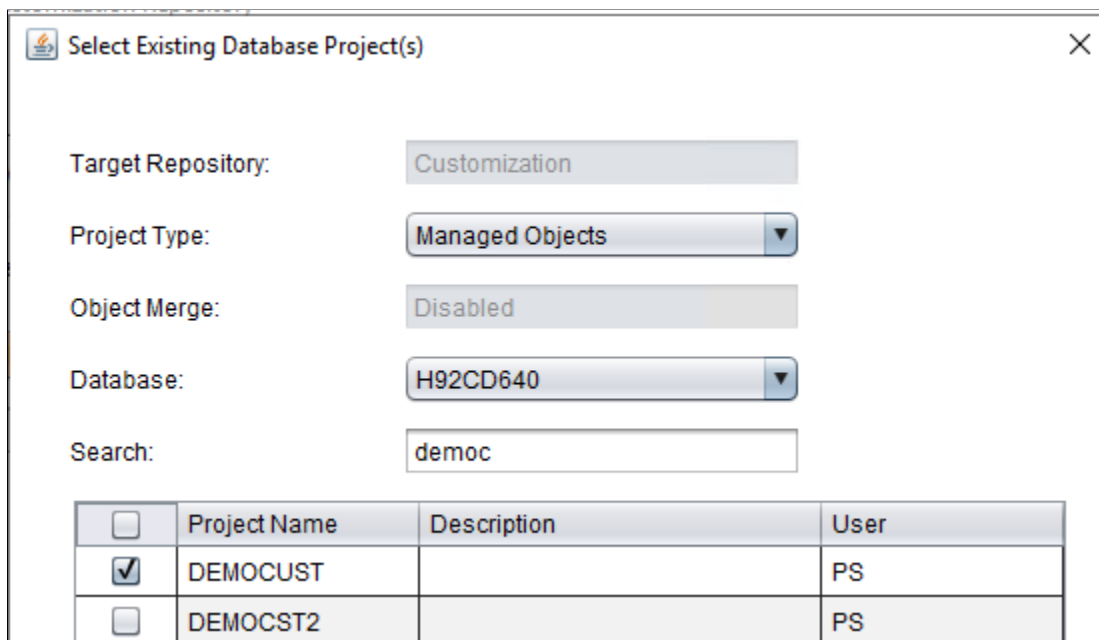 Select Existing Database Project(s)
Target Repository: Customization
Project Type: Managed Objects
Object Merge: Disabled
Database: H92CD640
Search: democ
Project Name Description User
DEMOCUST PS
DEMOCST2 PS